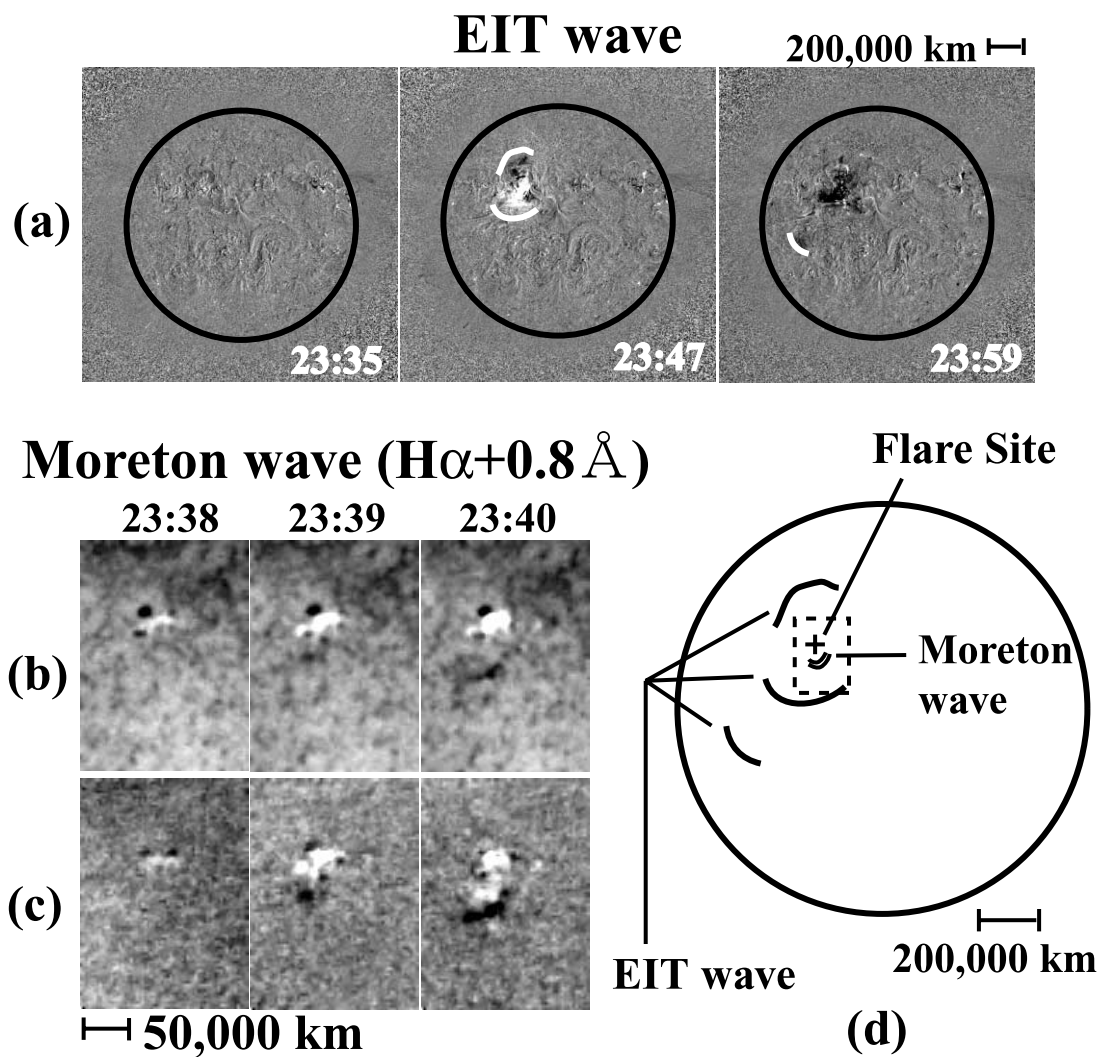 EIT wave
200,000 km
(a)
23:35
23:47
23:59
Moreton wave (Hα+0.8Å)
23:38
23:39
23:40
(b)
(c)
50,000 km
Flare Site
Moreton
wave
EIT wave
200,000 km
(d)